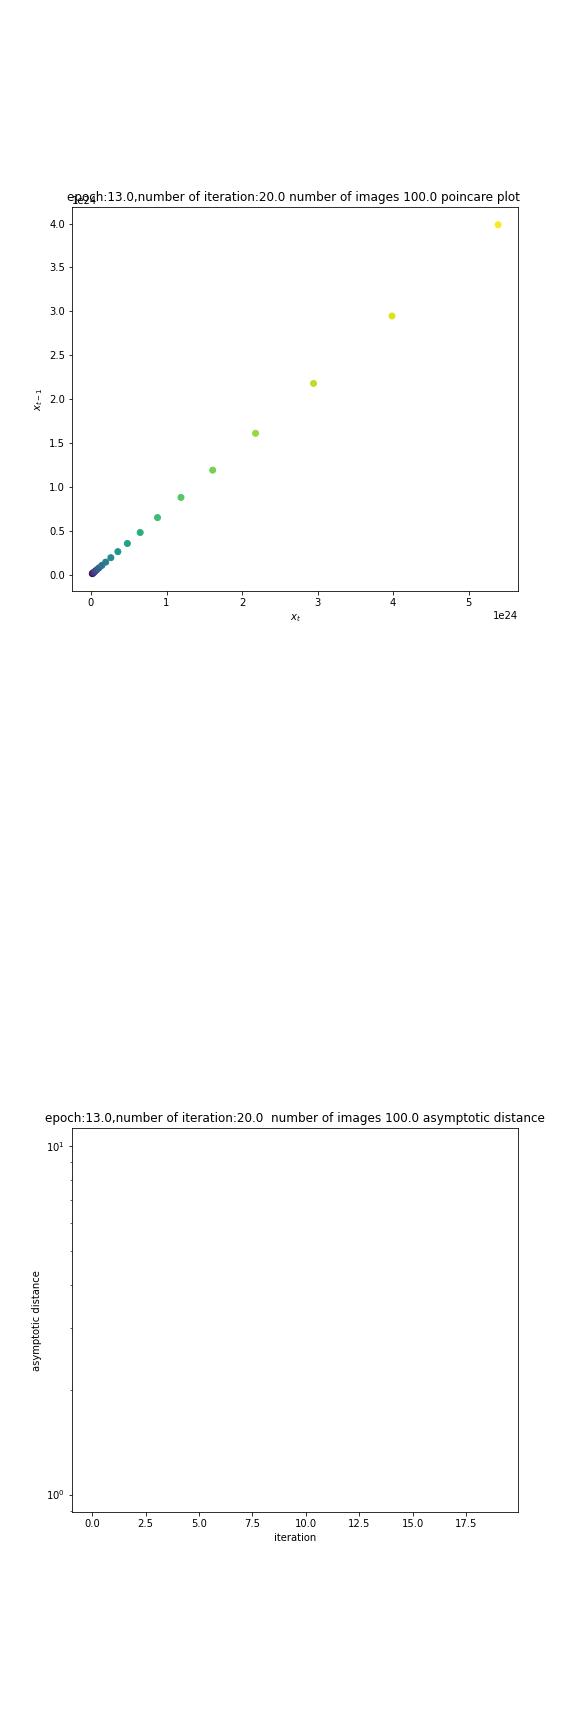 epoch:13.0,number of iteration:20.0 number of images 100.0 poincare plot
1e24
4.0
3.5
3.0
2.5
2.0
1.5
1.0
0.5
0.0
x_{t-1}
0 1 2 3 4 5
x_t
1e24
epoch:13.0,number of iteration:20.0  number of images 100.0 asymptotic distance
10^1
10^0
asymptotic distance
0.0 2.5 5.0 7.5 10.0 12.5 15.0 17.5
iteration